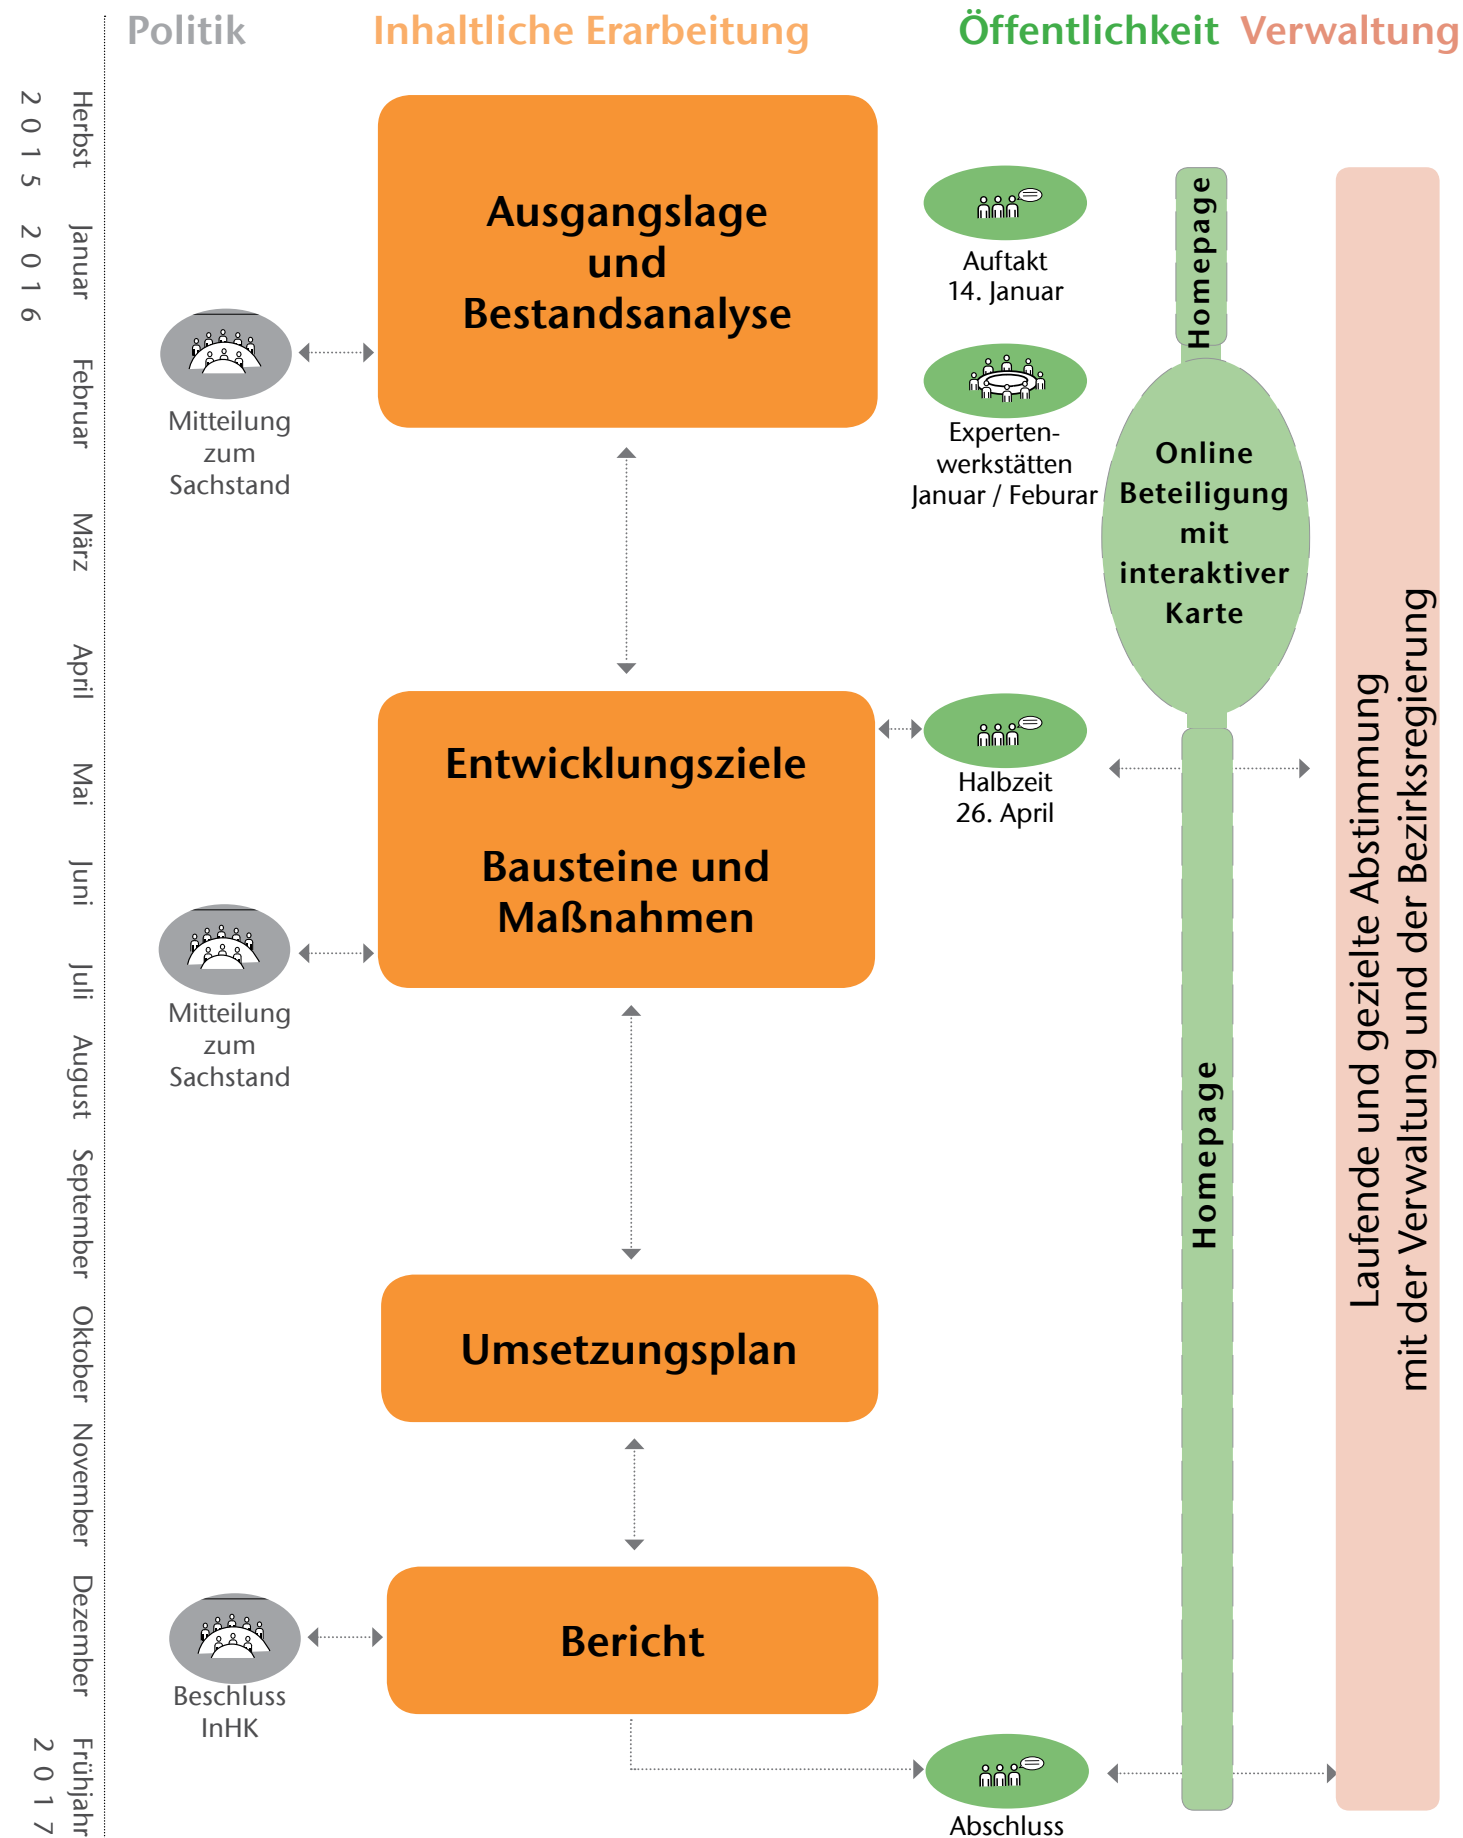 Politik
Inhaltliche Erarbeitung
Öffentlichkeit
Verwaltung
2015
Herbst
2016
Januar
Februar
März
April
Mai
Juni
Juli
August
September
Oktober
November
Dezember
2017
Frühjahr
Mitteilung
zum
Sachstand
Mitteilung
zum
Sachstand
Beschluss
InHK
Ausgangslage
und
Bestandsanalyse
Entwicklungsziele
Bausteine und
Maßnahmen
Umsetzungsplan
Bericht
Auftakt
14. Januar
Experten-
werkstätten
Januar / Feburar
Halbzeit
26. April
Abschluss
Homepage
Online
Beteiligung
mit
interaktiver
Karte
Homepage
Laufende und gezielte Abstimmung
mit der Verwaltung und der Bezirksregierung